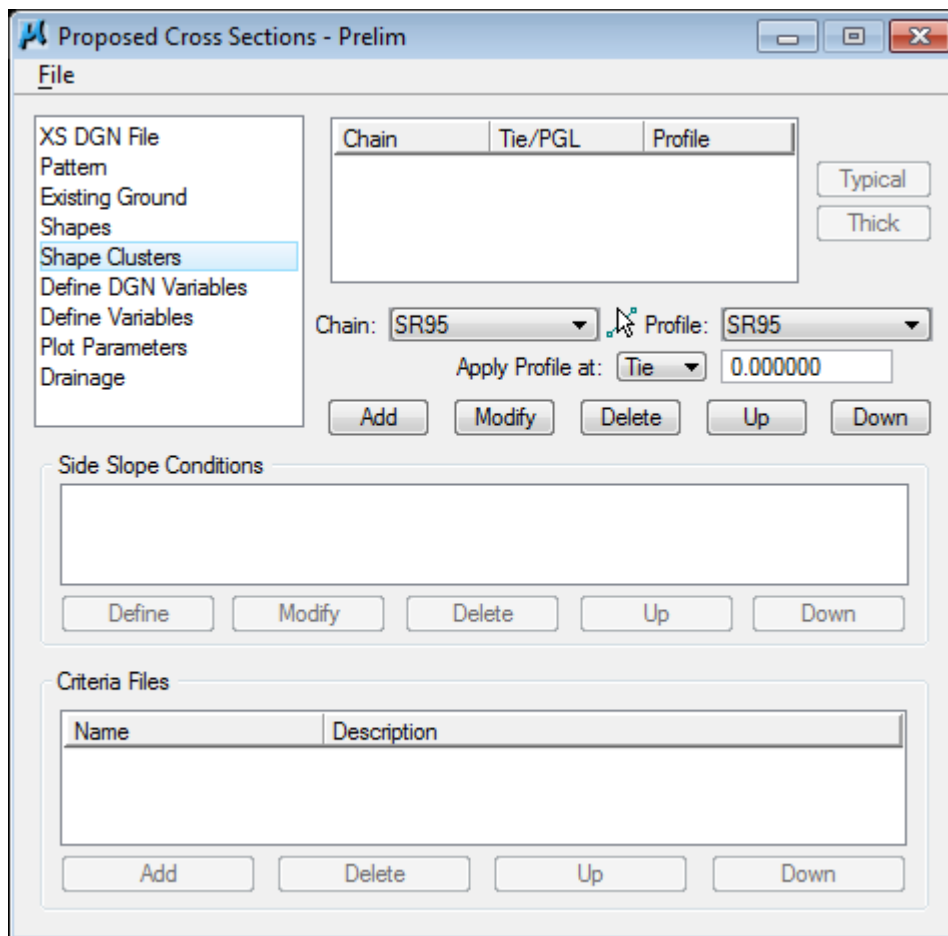 Proposed Cross Sections - Prelim
File
XS DGN File
Pattern
Existing Ground
Shapes
Shape Clusters
Define DGN Variables
Define Variables
Plot Parameters
Drainage
Chain Tie/PGL Profile
Typical
Thick
Chain: SR95 Profile: SR95
Apply Profile at: Tie 0.000000
Add Modify Delete Up Down
Side Slope Conditions
Define Modify Delete Up Down
Criteria Files
Name Description
Add Delete Up Down